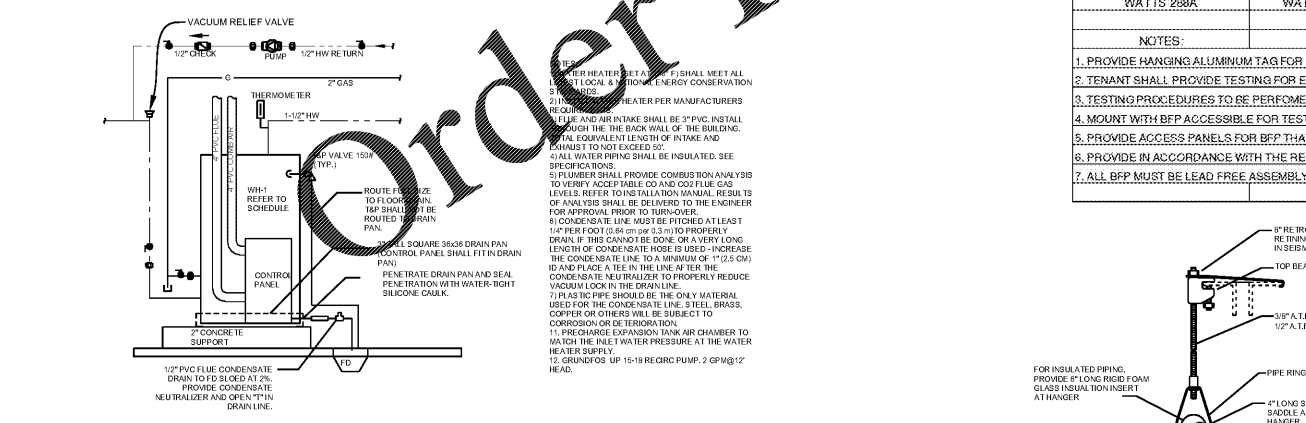 VACUUM RELIEF VALVE
1/2" CHECK
PUMP
1/2" HW RETURN
G
2" GAS
THERMOMETER
1-1/2" HW
4" PVC FLUE
4" PVC COMB AIR
T&P VALVE 150#
(TYP.)
WH-1
REFER TO
SCHEDULE
ROUTE FULL SIZE
TO FLOOR DRAIN.
T&P SHALL NOT BE
ROUTED TO DRAIN
PAN.
3" TALL SQUARE 36x36 DRAIN PAN
(CONTROL PANEL SHALL FIT IN DRAIN
PAN)
CONTROL
PANEL
PENETRATE DRAIN PAN AND SEAL
PENETRATION WITH WATER-TIGHT
SILICONE CAULK.
2" CONCRETE
SUPPORT
FD
1/2" PVC FLUE CONDENSATE
DRAIN TO FD SLOED AT 2%.
PROVIDE CONDENSATE
NEUTRALIZER AND OPEN "T" IN
DRAIN LINE.
Order
NOTES:
WATER HEATER (SET AT F) SHALL MEET ALL
LATEST LOCAL & NATIONAL ENERGY CONSERVATION
STANDARDS.
2) INSTALL WATER HEATER PER MANUFACTURERS
REQUIREMENTS.
3) FLUE AND AIR INTAKE SHALL BE 3" PVC. INSTALL
THROUGH THE THE BACK WALL OF THE BUILDING.
TOTAL EQUIVALENT LENGTH OF INTAKE AND
EXHAUST TO NOT EXCEED 50'.
4) ALL WATER PIPING SHALL BE INSULATED. SEE
SPECIFICATIONS.
5) PLUMBER SHALL PROVIDE COMBUSTION ANALYSIS
TO VERIFY ACCEPTABLE CO AND CO2 FLUE GAS
LEVELS. REFER TO INSTALLATION MANUAL. RESULTS
OF ANALYSIS SHALL BE DELIVERD TO THE ENGINEER
FOR APPROVAL PRIOR TO TURN-OVER.
6) CONDENSATE LINE MUST BE PITCHED AT LEAST
1/4" PER FOOT (0.64 cm per 0.3 m) TO PROPERLY
DRAIN. IF THIS CANNOT BE DONE OR A VERY LONG
LENGTH OF CONDENSATE HOSE IS USED - INCREASE
THE CONDENSATE LINE TO A MINIMUM OF 1" (2.5 CM)
ID AND PLACE A TEE IN THE LINE AFTER THE
CONDENSATE NEUTRALIZER TO PROPERLY REDUCE
VACUUM LOCK IN THE DRAIN LINE.
7) PLASTIC PIPE SHOULD BE THE ONLY MATERIAL
USED FOR THE CONDENSATE LINE. STEEL, BRASS,
COPPER OR OTHERS WILL BE SUBJECT TO
CORROSION OR DETERIORATION.
11. PRECHARGE EXPANSION TANK AIR CHAMBER TO
MATCH THE INLET WATER PRESSURE AT THE WATER
HEATER SUPPLY.
12. GRUNDFOS UP 15-18 RECIRC PUMP. 2 GPM@12'
HEAD.
WATTS 288A
WA
NOTES:
1. PROVIDE HANGING ALUMINUM TAG FOR
2. TENANT SHALL PROVIDE TESTING FOR E
3. TESTING PROCEDURES TO BE PERFOME
4. MOUNT WITH BFP ACCESSIBLE FOR TEST
5. PROVIDE ACCESS PANELS FOR BFP THA
6. PROVIDE IN ACCORDANCE WITH THE RE
7. ALL BFP MUST BE LEAD FREE ASSEMBLY
8" RETRO
RETINING
IN SEISM
TOP BEA
3/8" A.T.R
1/2" A.T.R
PIPE RING
4" LONG S
SADDLE A
HANGER
FOR INSULATED PIPING,
PROVIDE 6" LONG RIGID FOAM
GLASS INSUALTION INSERT
AT HANGER